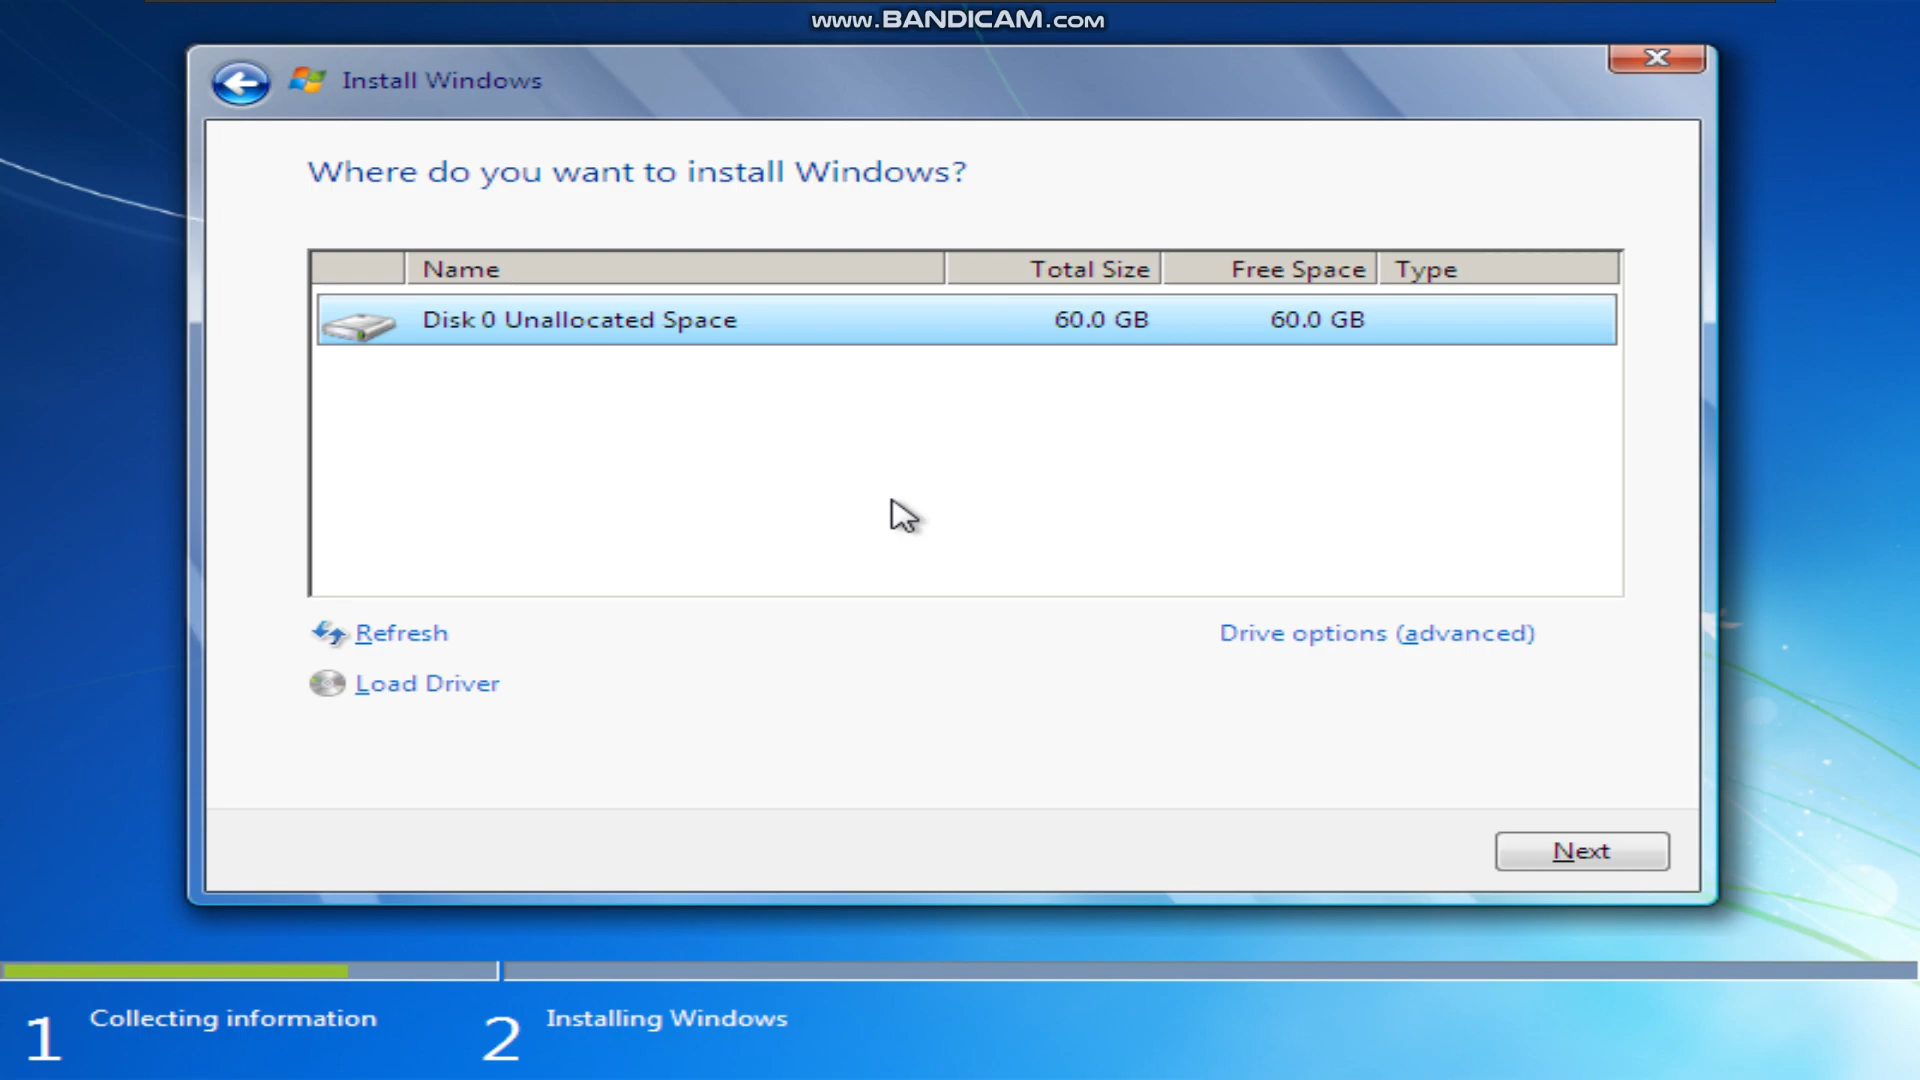 www.BANDICAM.com
Install Windows
Where do you want to install Windows?
Name Total Size Free Space Type
Disk 0 Unallocated Space 60.0 GB 60.0 GB
Refresh Drive options (advanced)
Load Driver
Next
1 Collecting information 2 Installing Windows